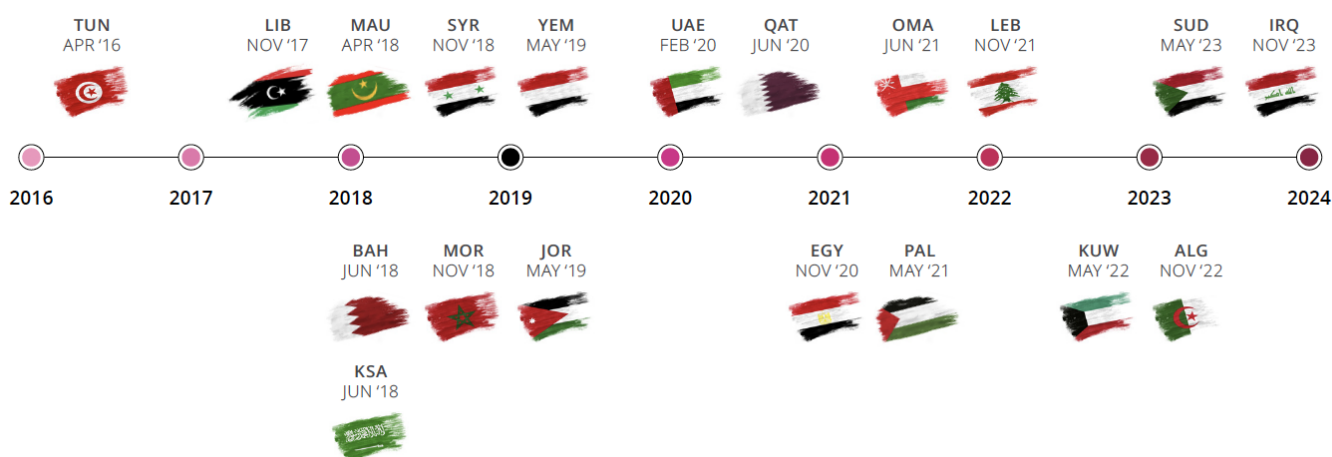 TUN
APR ‘16
LIB
NOV ‘17
MAU
APR ‘18
SYR
NOV ‘18
YEM
MAY ‘19
UAE
FEB ‘20
QAT
JUN ‘20
OMA
JUN ‘21
LEB
NOV ‘21
SUD
MAY ‘23
IRQ
NOV ‘23
2016
2017
2018
2019
2020
2021
2022
2023
2024
BAH
JUN ‘18
MOR
NOV ‘18
JOR
MAY ‘19
EGY
NOV ‘20
PAL
MAY ‘21
KUW
MAY ‘22
ALG
NOV ‘22
KSA
JUN ‘18